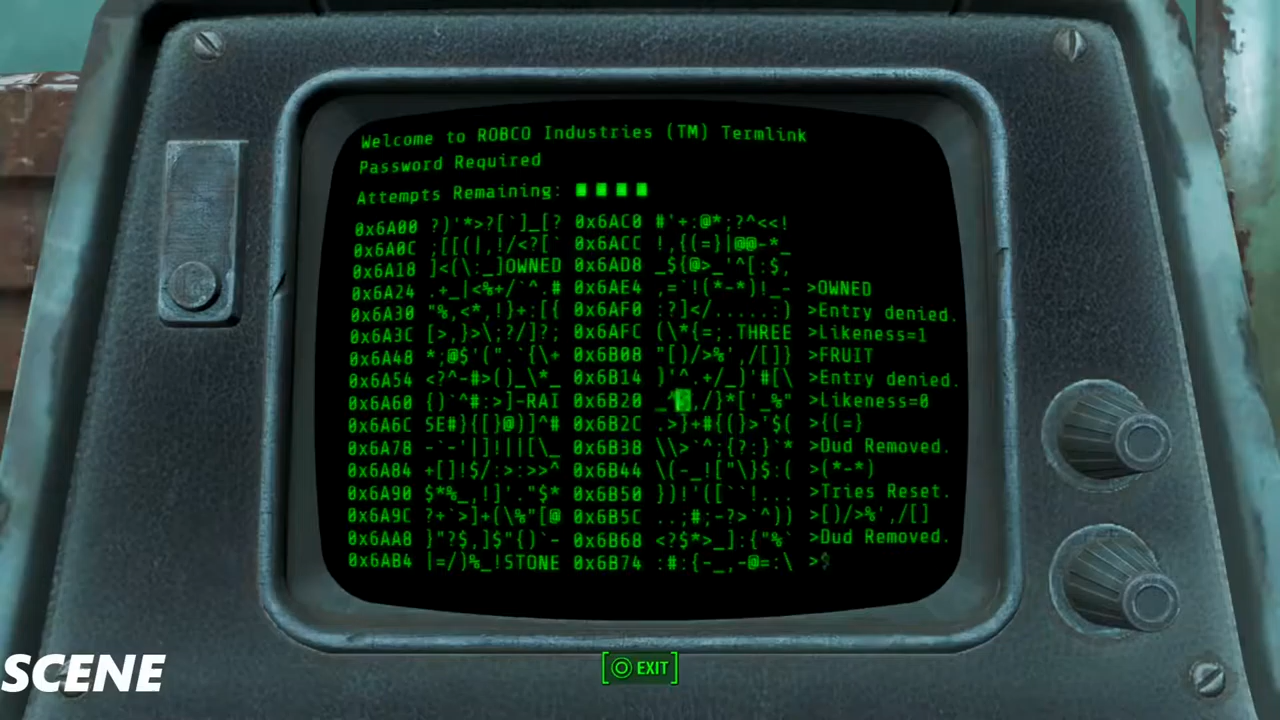 Welcome to ROBCO Industries (TM) Termlink
Password Required
Attempts Remaining: ■ ■ ■ ■
0x6A00 ?)'*>?[`]_[? 0x6AC0 #'+:@*;?^<<!
0x6A0C ;[[(|,!/<?[` 0x6ACC !,{(=}|@@-*_
0x6A18 ]<(\:_]OWNED 0x6AD8 _${@>_'^[:$,
0x6A24 .+_|<%+/`^.# 0x6AE4 ,=`!(*-*)!_- >OWNED
0x6A30 "%,<*,!}+:[{ 0x6AF0 :?]</......:) >Entry denied.
0x6A3C [>,}>\;?/]?; 0x6AFC (\*{=;.THREE >Likeness=1
0x6A48 *;@$'(".`{\+ 0x6B08 "[)/>%',/[]} >FRUIT
0x6A54 <?^-#>()_\*_ 0x6B14 )'^.+/_)'#[\ >Entry denied.
0x6A60 {)`^#:>]-RAI 0x6B20 _^$,/}*['_%" >Likeness=0
0x6A6C SE#}{[}@)]^# 0x6B2C .>}+#{(}>'$( >{(=}
0x6A78 -`-'|]!||[\_ 0x6B38 \\>`^;{?:}`* >Dud Removed.
0x6A84 +[]!$/:>:>>^ 0x6B44 \(-_!["\}$:( >(*-*)
0x6A90 $*%_,!]'."$* 0x6B50 })!'([``!... >Tries Reset.
0x6A9C ?+`>]+(\%"[@ 0x6B5C ..;#;-?>`^)) >[)/>%',/[]
0x6AA8 }"?$,]$"{}`- 0x6B68 <?$*>_]:{"%` >Dud Removed.
0x6AB4 |=/)%_!STONE 0x6B74 :#:{-_,-@=:\ >$
EXIT
SCENE